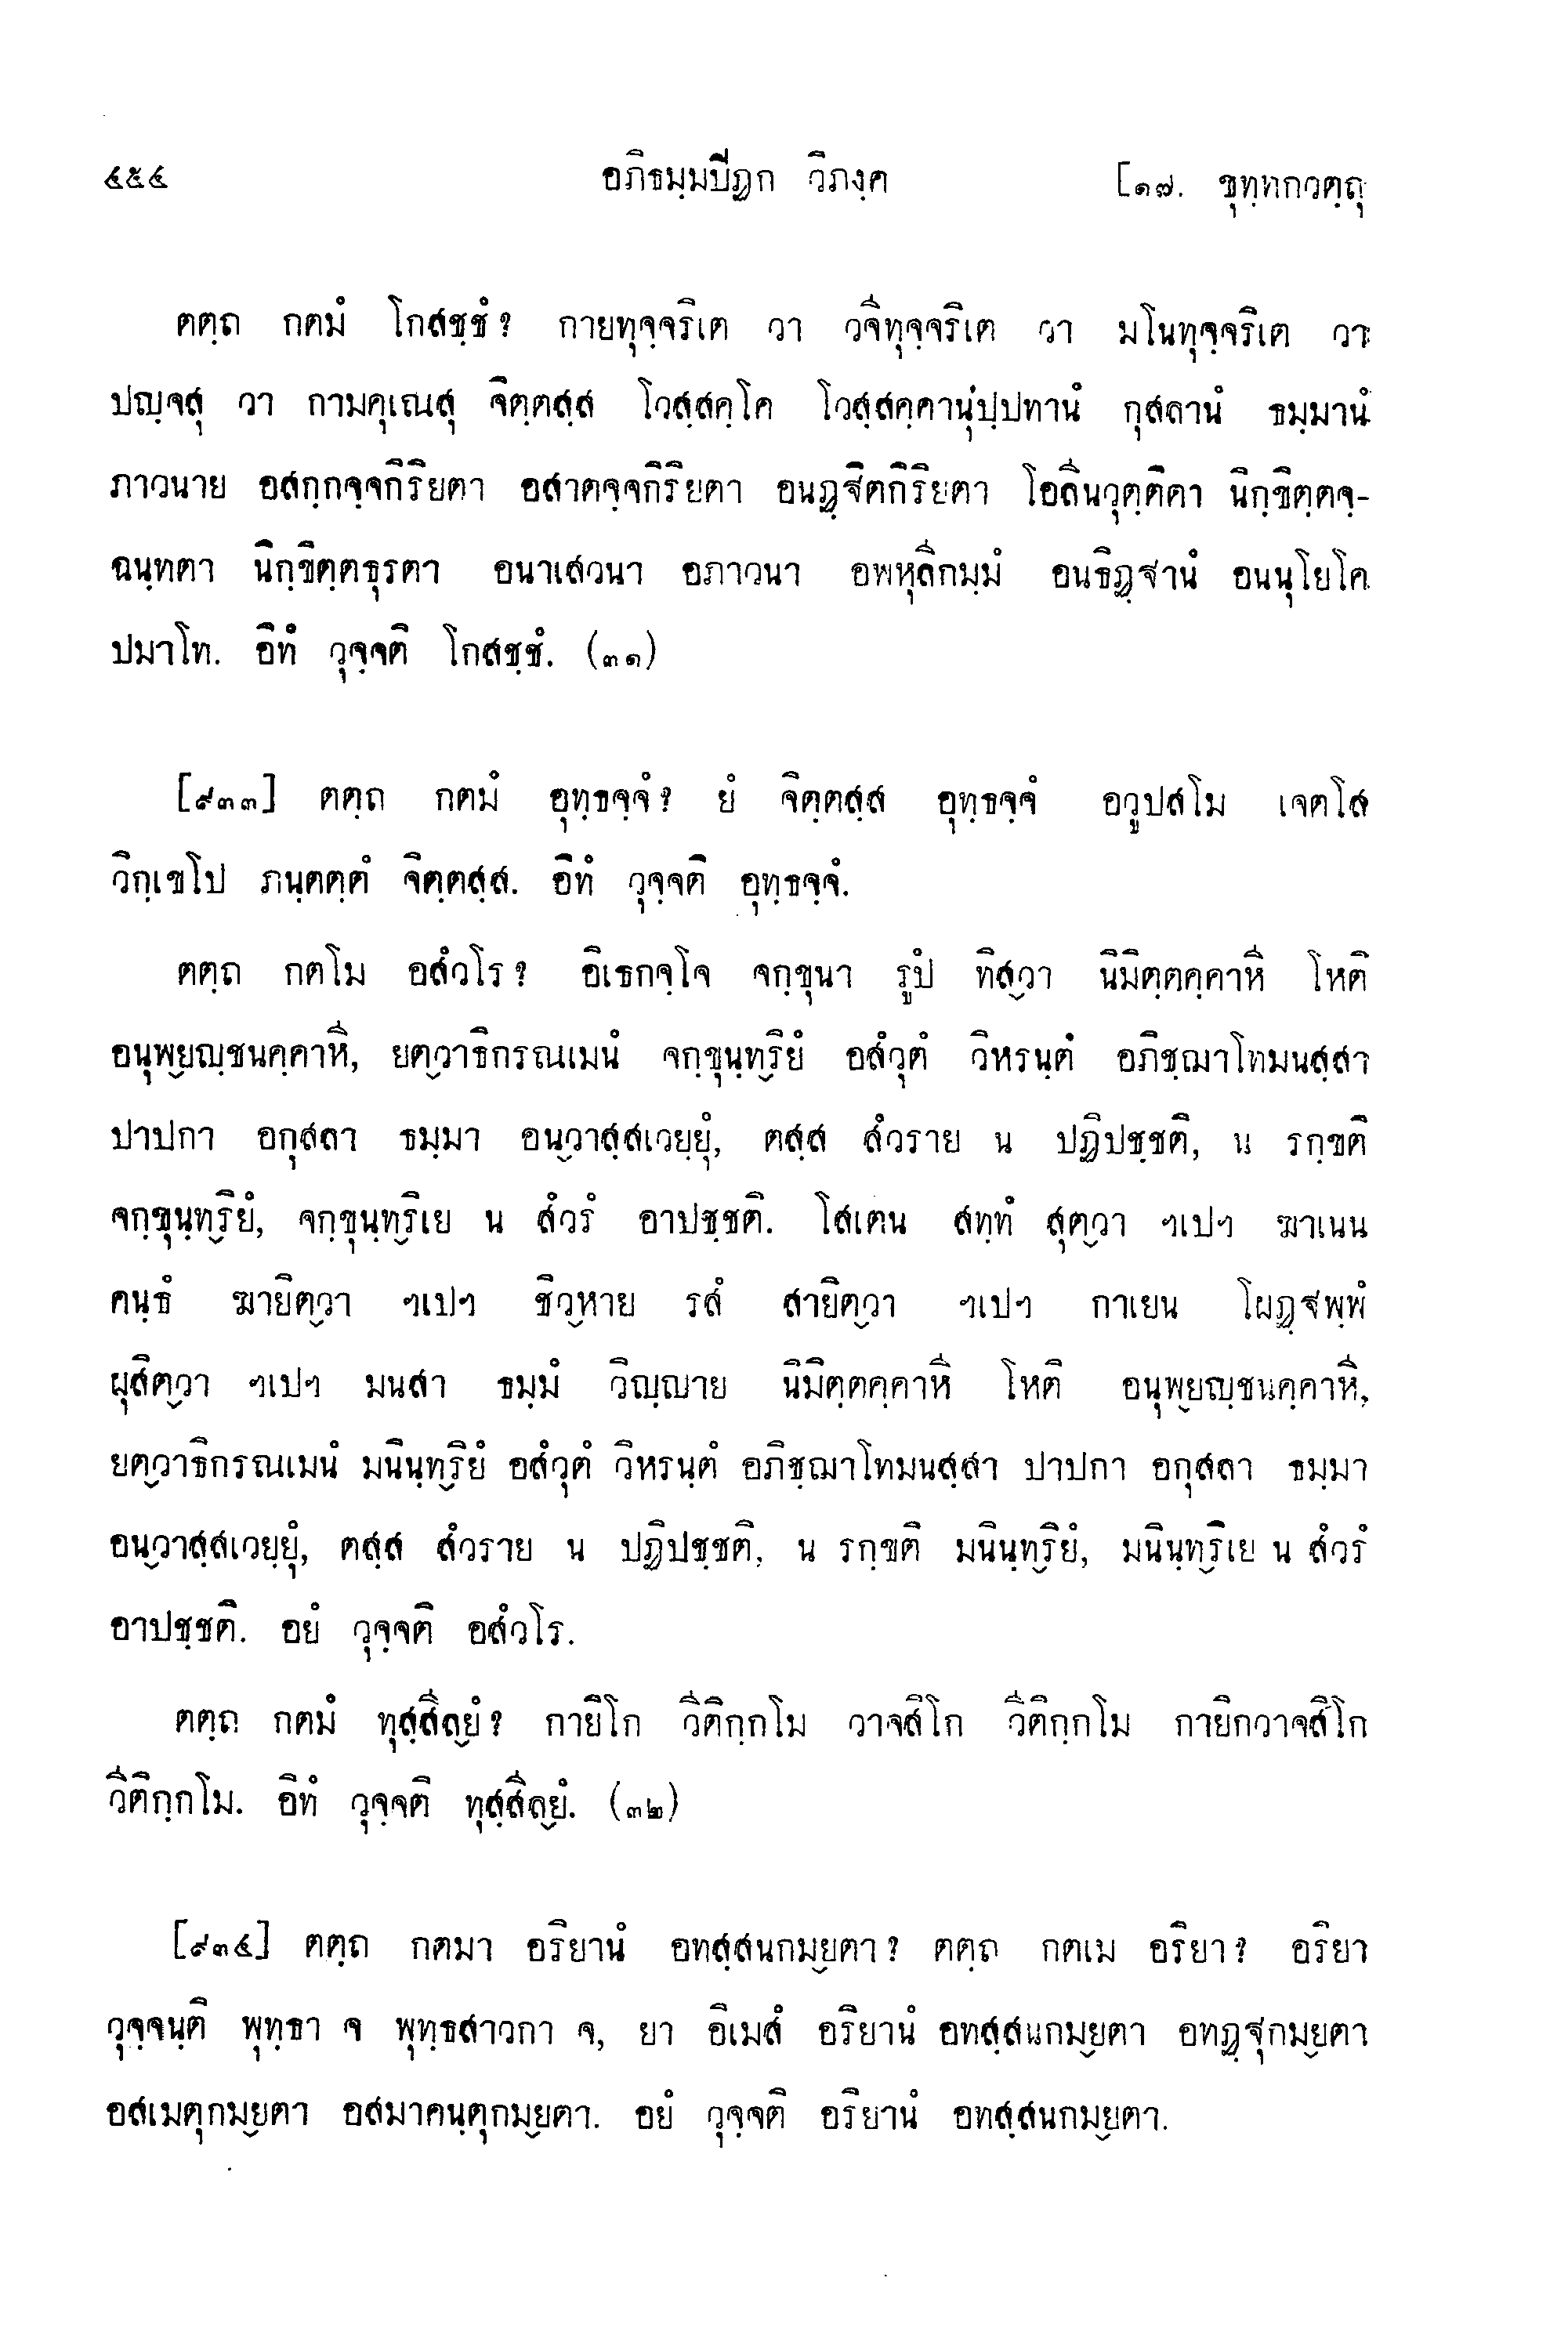 ๔๕๔ อภิธมฺมปิฏก วิภงฺค [๑๗. ขุทฺทกวตฺถุ
ตตฺถ กตมํ โกสชฺชํ? กายทุจฺจริเต วา วจีทุจฺจริเต วา มโนทุจฺจริเต วา
ปญฺจสุ วา กามคุเณสุ จิตฺตสฺส โวสฺสคฺโค โวสฺสคฺคานุปฺปทานํ กุสลานํ ธมฺมานํ
ภาวนาย อสกฺกจฺจกิริยตา อสาตจฺจกิริยตา อนฏฺฐิตกิริยตา โอลีนวุตฺติตา นิกฺขิตฺตจฺ-
ฉนฺทตา นิกฺขิตฺตธุรตา อนาเสวนา อภาวนา อพหุลีกมฺมํ อนธิฏฺฐานํ อนนุโยโค
ปมาโท. อิทํ วุจฺจติ โกสชฺชํ. (๓๑)
[๙๓๓] ตตฺถ กตมํ อุทฺธจฺจํ? ยํ จิตฺตสฺส อุทฺธจฺจํ อวูปสโม เจตโส
วิกฺเขโป ภนฺตตฺตํ จิตฺตสฺส. อิทํ วุจฺจติ อุทฺธจฺจํ.
ตตฺถ กตโม อสํวโร? อิเธกจฺโจ จกฺขุนา รูปํ ทิสฺวา นิมิตฺตคฺคาหี โหติ
อนุพฺยญฺชนคฺคาหี, ยตฺวาธิกรณเมนํ จกฺขุนฺทฺริยํ อสํวุตํ วิหรนฺตํ อภิชฺฌาโทมนสฺสา
ปาปกา อกุสลา ธมฺมา อนฺวาสฺสเวยฺยุํ, ตสฺส สํวราย น ปฏิปชฺชติ, น รกฺขติ
จกฺขุนฺทฺริยํ, จกฺขุนฺทฺริเย น สํวรํ อาปชฺชติ. โสเตน สทฺทํ สุตฺวา ฯเปฯ ฆาเนน
คนฺธํ ฆายิตฺวา ฯเปฯ ชิวฺหาย รสํ สายิตฺวา ฯเปฯ กาเยน โผฏฺฐพฺพํ
ผุสิตฺวา ฯเปฯ มนสา ธมฺมํ วิญฺญาย นิมิตฺตคฺคาหี โหติ อนุพฺยญฺชนคฺคาหี,
ยตฺวาธิกรณเมนํ มนินฺทฺริยํ อสํวุตํ วิหรนฺตํ อภิชฺฌาโทมนสฺสา ปาปกา อกุสลา ธมฺมา
อนฺวาสฺสเวยฺยุํ, ตสฺส สํวราย น ปฏิปชฺชติ, น รกฺขติ มนินฺทฺริยํ, มนินฺทฺริเย น สํวรํ
อาปชฺชติ. อยํ วุจฺจติ อสํวโร.
ตตฺถ กตมํ ทุสฺสีลฺยํ? กายิโก วีติกฺกโม วาจสิโก วีติกฺกโม กายิกวาจสิโก
วีติกฺกโม. อิทํ วุจฺจติ ทุสฺสีลฺยํ. (๓๒)
[๙๓๔] ตตฺถ กตมา อริยานํ อทสฺสนกมฺยตา? ตตฺถ กตเม อริยา? อริยา
วุจฺจนฺติ พุทฺธา จ พุทฺธสาวกา จ, ยา อิเมสํ อริยานํ อทสฺสนกมฺยตา อทฏฺฐุกมฺยตา
อสเมตุกมฺยตา อสมาคนฺตุกมฺยตา. อยํ วุจฺจติ อริยานํ อทสฺสนกมฺยตา.